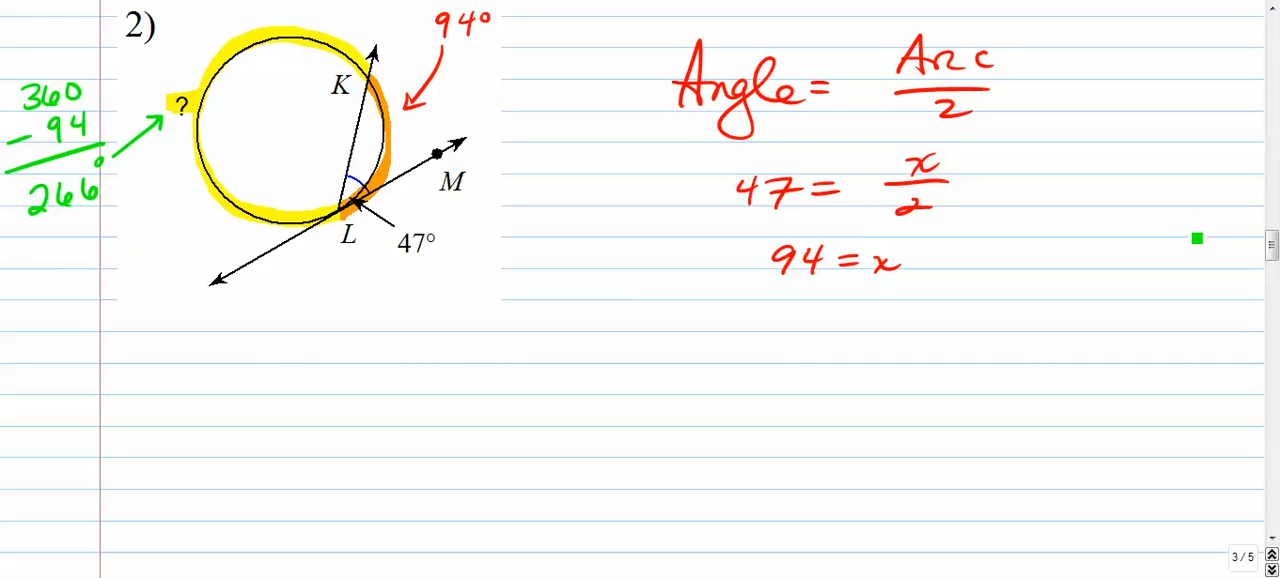 2)
94°
K
?
M
L
47°
360
- 94
266°
Angle = Arc / 2
47 = x / 2
94 = x
3 / 5